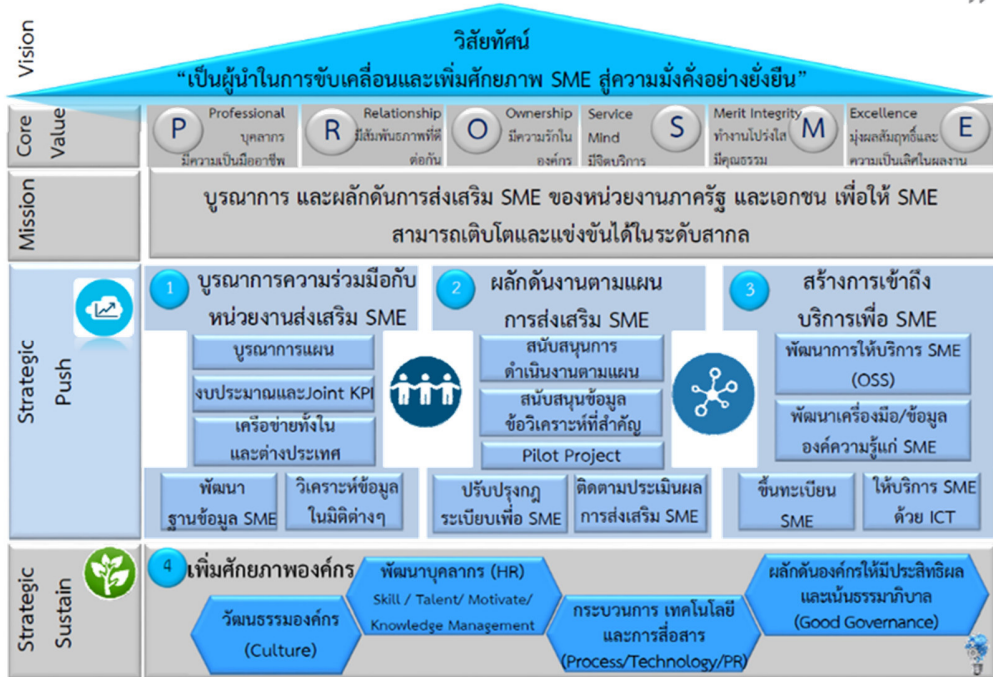 Vision
วิสัยทัศน์
“เป็นผู้นำในการขับเคลื่อนและเพิ่มศักยภาพ SME สู่ความมั่งคั่งอย่างยั่งยืน”
Core
Value
P
Professional
บุคลากร
มีความเป็นมืออาชีพ
R
Relationship
มีสัมพันธภาพที่ดี
ต่อกัน
O
Ownership
มีความรักใน
องค์กร
Service
Mind
มีจิตบริการ
S
Merit Integrity
ทำงานโปร่งใส
มีคุณธรรม
M
Excellence
มุ่งผลสัมฤทธิ์และ
ความเป็นเลิศในผลงาน
E
Mission
บูรณาการ และผลักดันการส่งเสริม SME ของหน่วยงานภาครัฐ และเอกชน เพื่อให้ SME
สามารถเติบโตและแข่งขันได้ในระดับสากล
Strategic
Push
1
บูรณาการความร่วมมือกับ
หน่วยงานส่งเสริม SME
บูรณาการแผน
งบประมาณและJoint KPI
เครือข่ายทั้งใน
และต่างประเทศ
พัฒนา
ฐานข้อมูล SME
วิเคราะห์ข้อมูล
ในมิติต่างๆ
2
ผลักดันงานตามแผน
การส่งเสริม SME
สนับสนุนการ
ดำเนินงานตามแผน
สนับสนุนข้อมูล
ข้อวิเคราะห์ที่สำคัญ
Pilot Project
ปรับปรุงกฎ
ระเบียบเพื่อ SME
ติดตามประเมินผล
การส่งเสริม SME
3
สร้างการเข้าถึง
บริการเพื่อ SME
พัฒนาการให้บริการ SME
(OSS)
พัฒนาเครื่องมือ/ข้อมูล
องค์ความรู้แก่ SME
ขึ้นทะเบียน
SME
ให้บริการ SME
ด้วย ICT
Strategic
Sustain
4
เพิ่มศักยภาพองค์กร
วัฒนธรรมองค์กร
(Culture)
พัฒนาบุคลากร (HR)
Skill / Talent/ Motivate/
Knowledge Management
กระบวนการ เทคโนโลยี
และการสื่อสาร
(Process/Technology/PR)
ผลักดันองค์กรให้มีประสิทธิผล
และเน้นธรรมาภิบาล
(Good Governance)